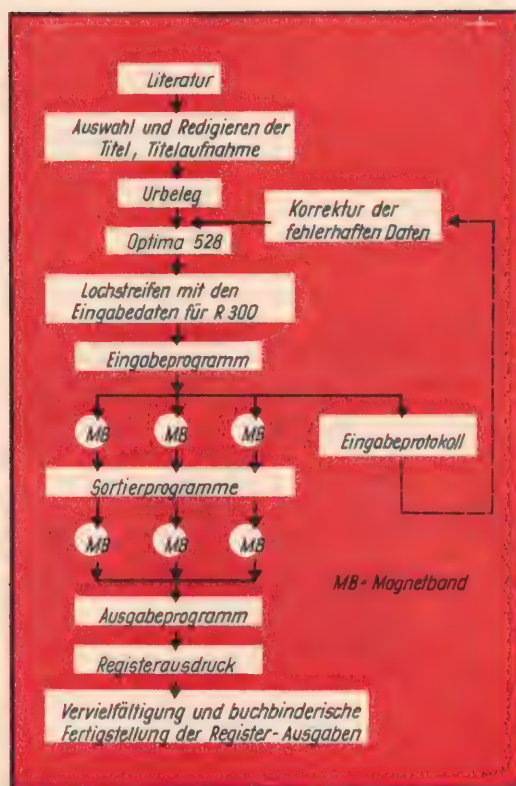 Literatur
Auswahl und Redigieren der
Titel, Titelaufnahme
Urbeleg
Korrektur der
fehlerhaften Daten
Optima 528
Lochstreifen mit den
Eingabedaten für R 300
Eingabeprogramm
MB MB MB
Eingabeprotokoll
Sortierprogramme
MB MB MB
MB = Magnetband
Ausgabeprogramm
Registerausdruck
Vervielfältigung und buchbinderische
Fertigstellung der Register-Ausgaben